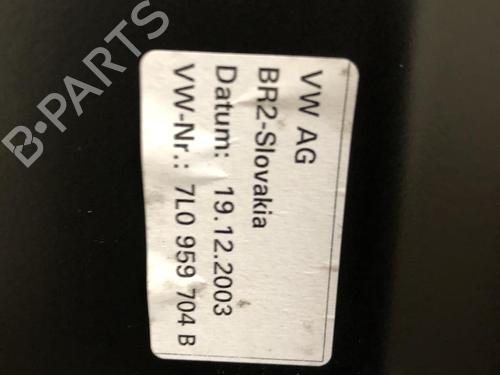 VW AG
BR2-Slovakia
Datum: 19.12.2003
VW-Nr.: 7L0 959 704 B
B-PARTS